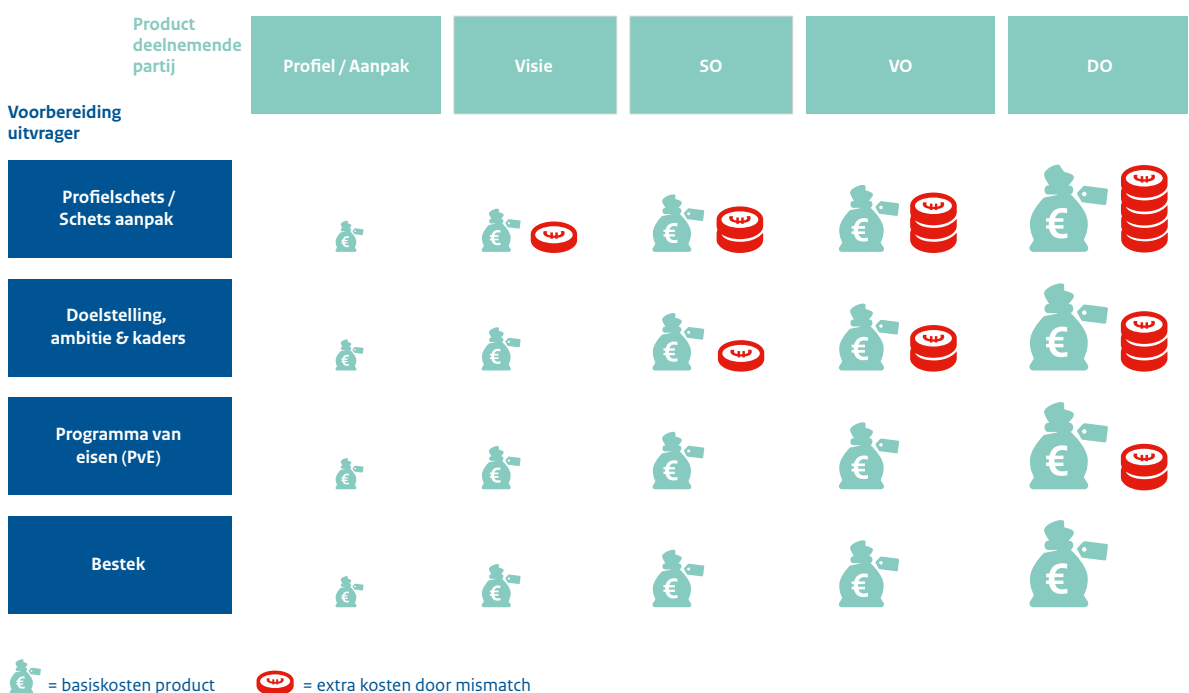 Product
deelnemende
partij
Profiel / Aanpak
Visie
SO
VO
DO
Voorbereiding
uitvrager
Profielschets /
Schets aanpak
Doelstelling,
ambitie & kaders
Programma van
eisen (PvE)
Bestek
= basiskosten product
= extra kosten door mismatch